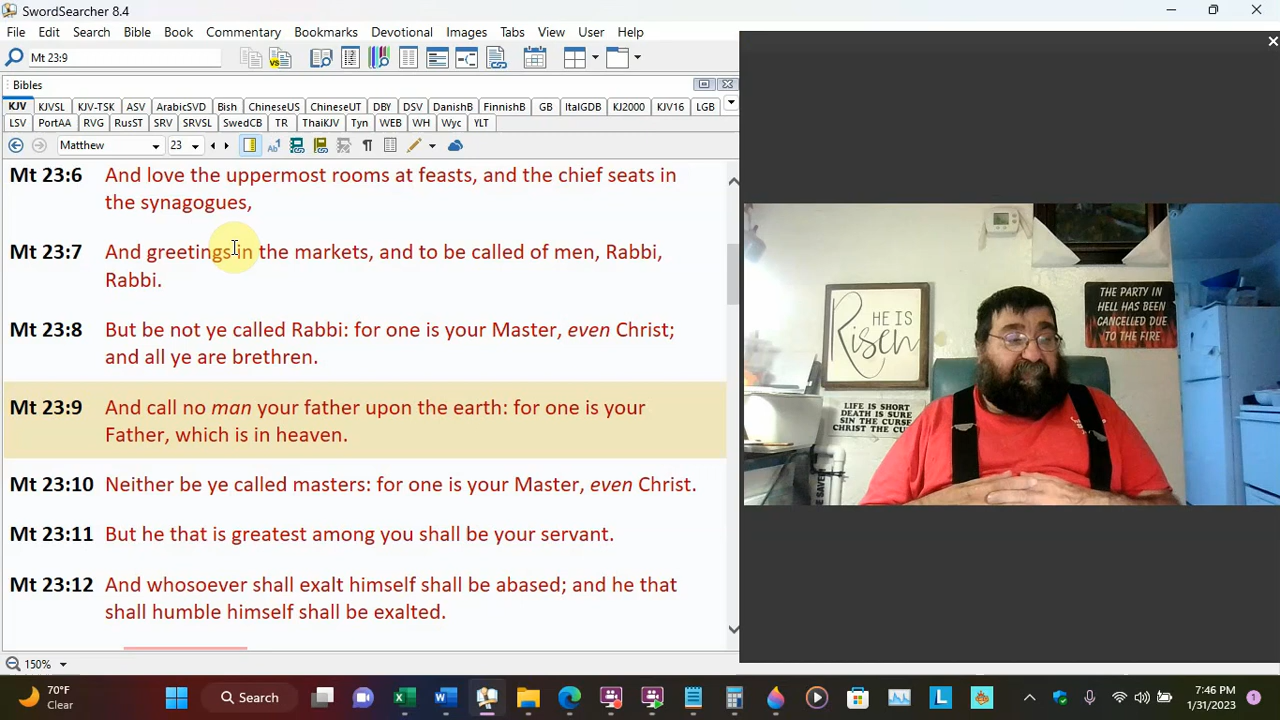 SwordSearcher 8.4
File Edit Search Bible Book Commentary Bookmarks Devotional Images Tabs View User Help
Mt 23:9
Bibles
KJV KJVSL KJV-TSK ASV ArabicSVD Bish ChineseUS ChineseUT DBY DSV DanishB FinnishB GB ItalGDB KJ2000 KJV16 LGB
LSV PortAA RVG RusST SRV SRVSL SwedCB TR ThaiKJV Tyn WEB WH Wyc YLT
Matthew 23
Mt 23:6 And love the uppermost rooms at feasts, and the chief seats in
the synagogues,
Mt 23:7 And greetings in the markets, and to be called of men, Rabbi,
Rabbi.
Mt 23:8 But be not ye called Rabbi: for one is your Master, even Christ;
and all ye are brethren.
Mt 23:9 And call no man your father upon the earth: for one is your
Father, which is in heaven.
Mt 23:10 Neither be ye called masters: for one is your Master, even Christ.
Mt 23:11 But he that is greatest among you shall be your servant.
Mt 23:12 And whosoever shall exalt himself shall be abased; and he that
shall humble himself shall be exalted.
150%
HE IS
Risen
THE PARTY IN
HELL HAS BEEN
CANCELLED DUE
TO THE FIRE.
LIFE IS SHORT
DEATH IS SURE
SIN THE CURSE
CHRIST THE CUR
70°F
Clear
Search
7:46 PM
1/31/2023
1